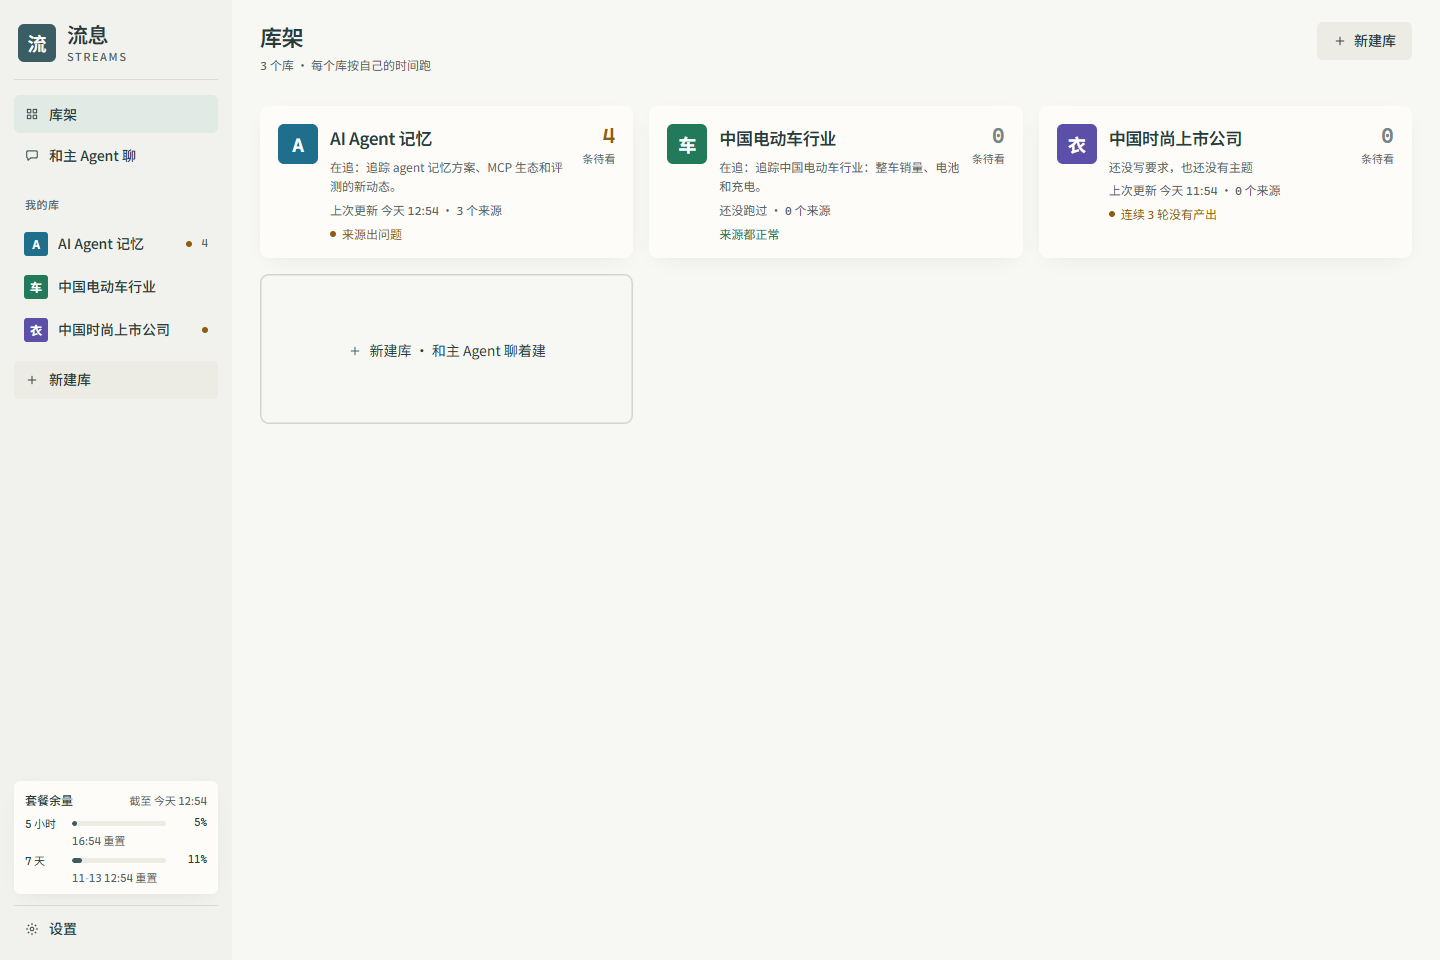 流
流息
STREAMS
库架
和主 Agent 聊
我的库
A
AI Agent 记忆
4
车
中国电动车行业
衣
中国时尚上市公司
新建库
套餐余量
截至 今天 12:54
5 小时
5%
16:54 重置
7 天
11%
11-13 12:54 重置
设置
库架
3 个库 · 每个库按自己的时间跑
+ 新建库
A
AI Agent 记忆
在追：追踪 agent 记忆方案、MCP 生态和评
测的新动态。
上次更新 今天 12:54 · 3 个来源
来源出问题
4
条待看
车
中国电动车行业
在追：追踪中国电动车行业：整车销量、电池
和充电。
还没跑过 · 0 个来源
来源都正常
0
条待看
衣
中国时尚上市公司
还没写要求，也还没有主题
上次更新 今天 11:54 · 0 个来源
连续 3 轮没有产出
0
条待看
+ 新建库 · 和主 Agent 聊着建